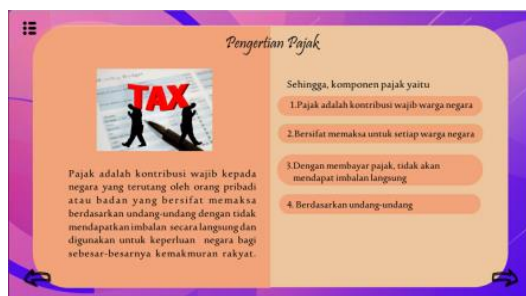 Pengertian Pajak
TAX
Pajak adalah kontribusi wajib kepada
negara yang terutang oleh orang pribadi
atau badan yang bersifat memaksa
berdasarkan undang-undang dengan tidak
mendapatkan imbalan secara langsung dan
digunakan untuk keperluan negara bagi
sebesar-besarnya kemakmuran rakyat.
Sehingga, komponen pajak yaitu
1.Pajak adalah kontribusi wajib warga negara
2.Bersifat memaksa untuk setiap warga negara
3.Dengan membayar pajak, tidak akan
mendapat imbalan langsung
4. Berdasarkan undang-undang